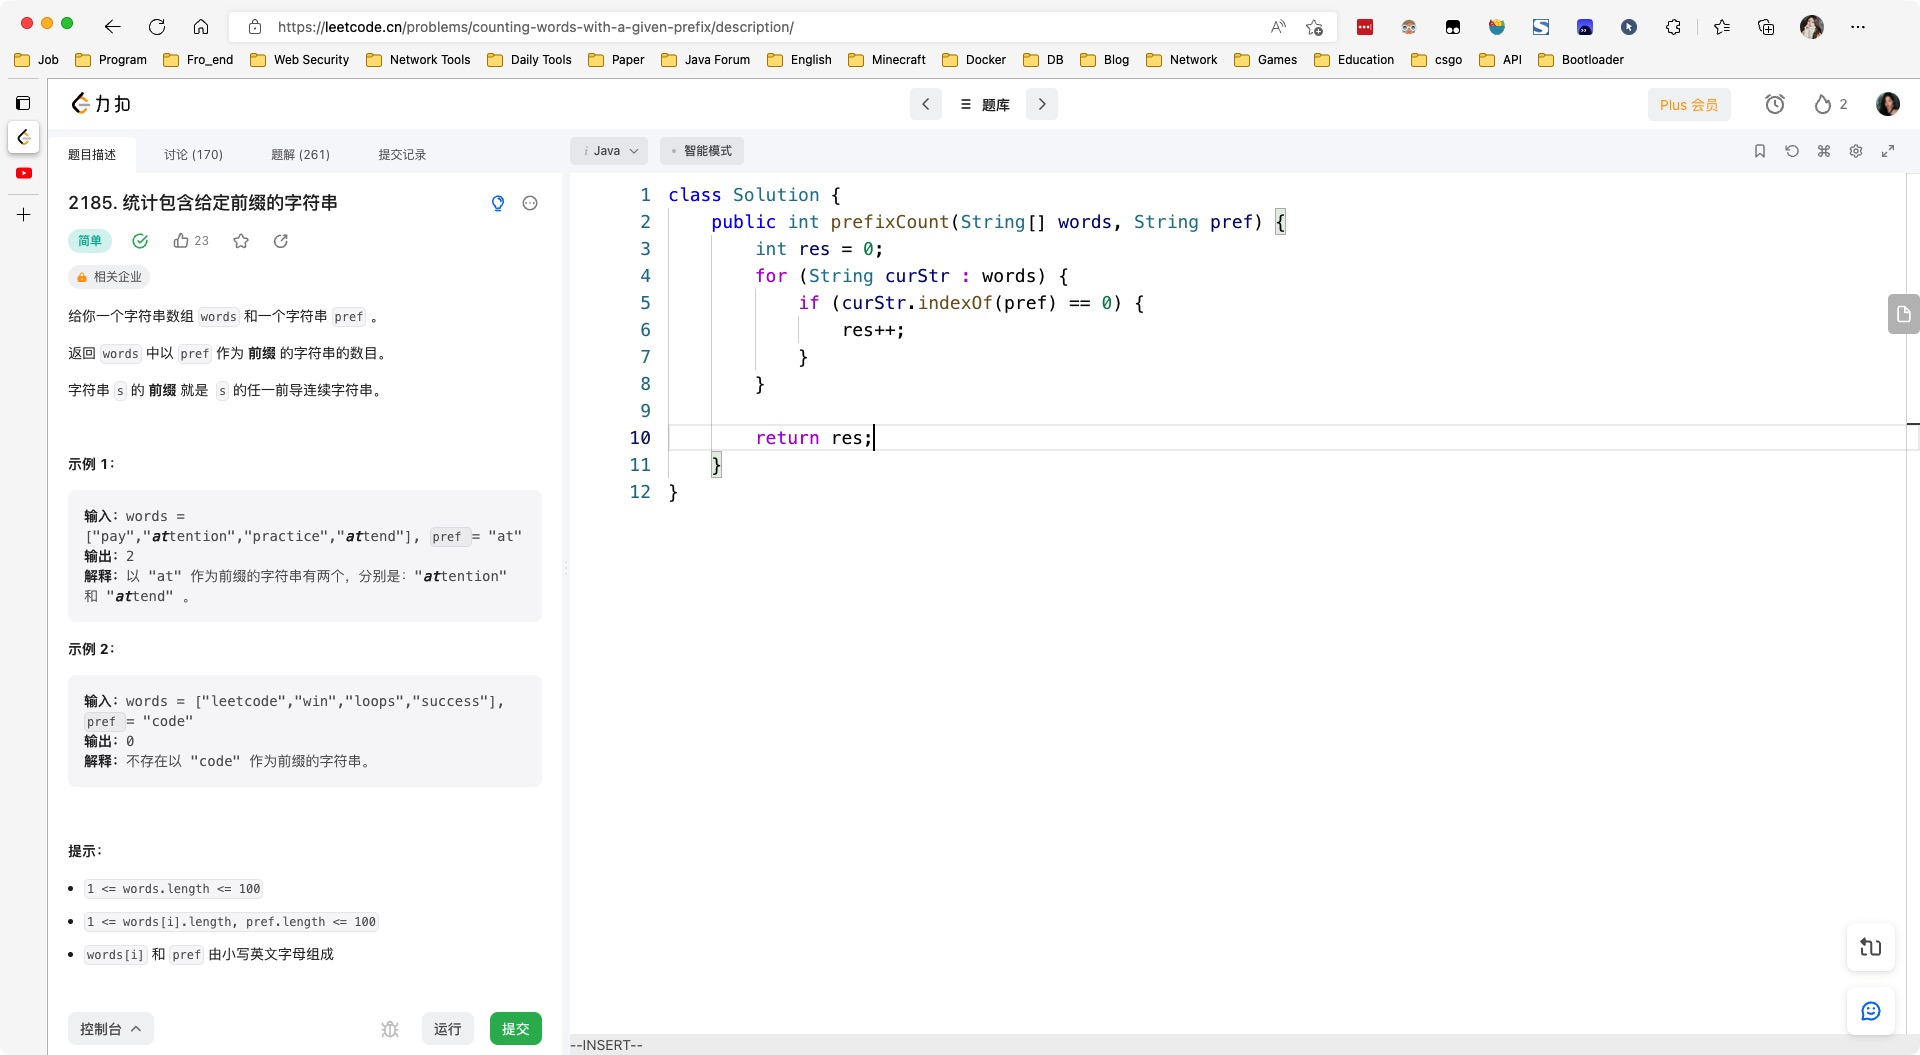 https://leetcode.cn/problems/counting-words-with-a-given-prefix/description/
Job Program Fro_end Web Security Network Tools Daily Tools Paper Java Forum English Minecraft Docker DB Blog Network Games Education csgo API Bootloader
力扣
题库
Plus 会员
2
题目描述 讨论 (170) 题解 (261) 提交记录
i Java
智能模式
2185. 统计包含给定前缀的字符串
简单
23
相关企业
给你一个字符串数组 words 和一个字符串 pref 。
返回 words 中以 pref 作为 前缀 的字符串的数目。
字符串 s 的 前缀 就是 s 的任一前导连续字符串。
示例 1：
输入：words =
["pay","attention","practice","attend"], pref = "at"
输出：2
解释：以 "at" 作为前缀的字符串有两个，分别是："attention"
和 "attend" 。
示例 2：
输入：words = ["leetcode","win","loops","success"],
pref = "code"
输出：0
解释：不存在以 "code" 作为前缀的字符串。
提示：
1 <= words.length <= 100
1 <= words[i].length, pref.length <= 100
words[i] 和 pref 由小写英文字母组成
控制台
运行
提交
1 class Solution {
2 public int prefixCount(String[] words, String pref) {
3 int res = 0;
4 for (String curStr : words) {
5 if (curStr.indexOf(pref) == 0) {
6 res++;
7 }
8 }
9
10 return res;
11 }
12 }
--INSERT--